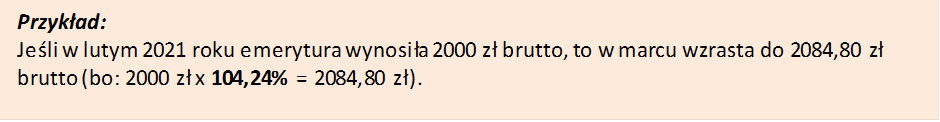 Przykład:
Jeśli w lutym 2021 roku emerytura wynosiła 2000 zł brutto, to w marcu wzrasta do 2084,80 zł
brutto (bo: 2000 zł x 104,24% = 2084,80 zł).